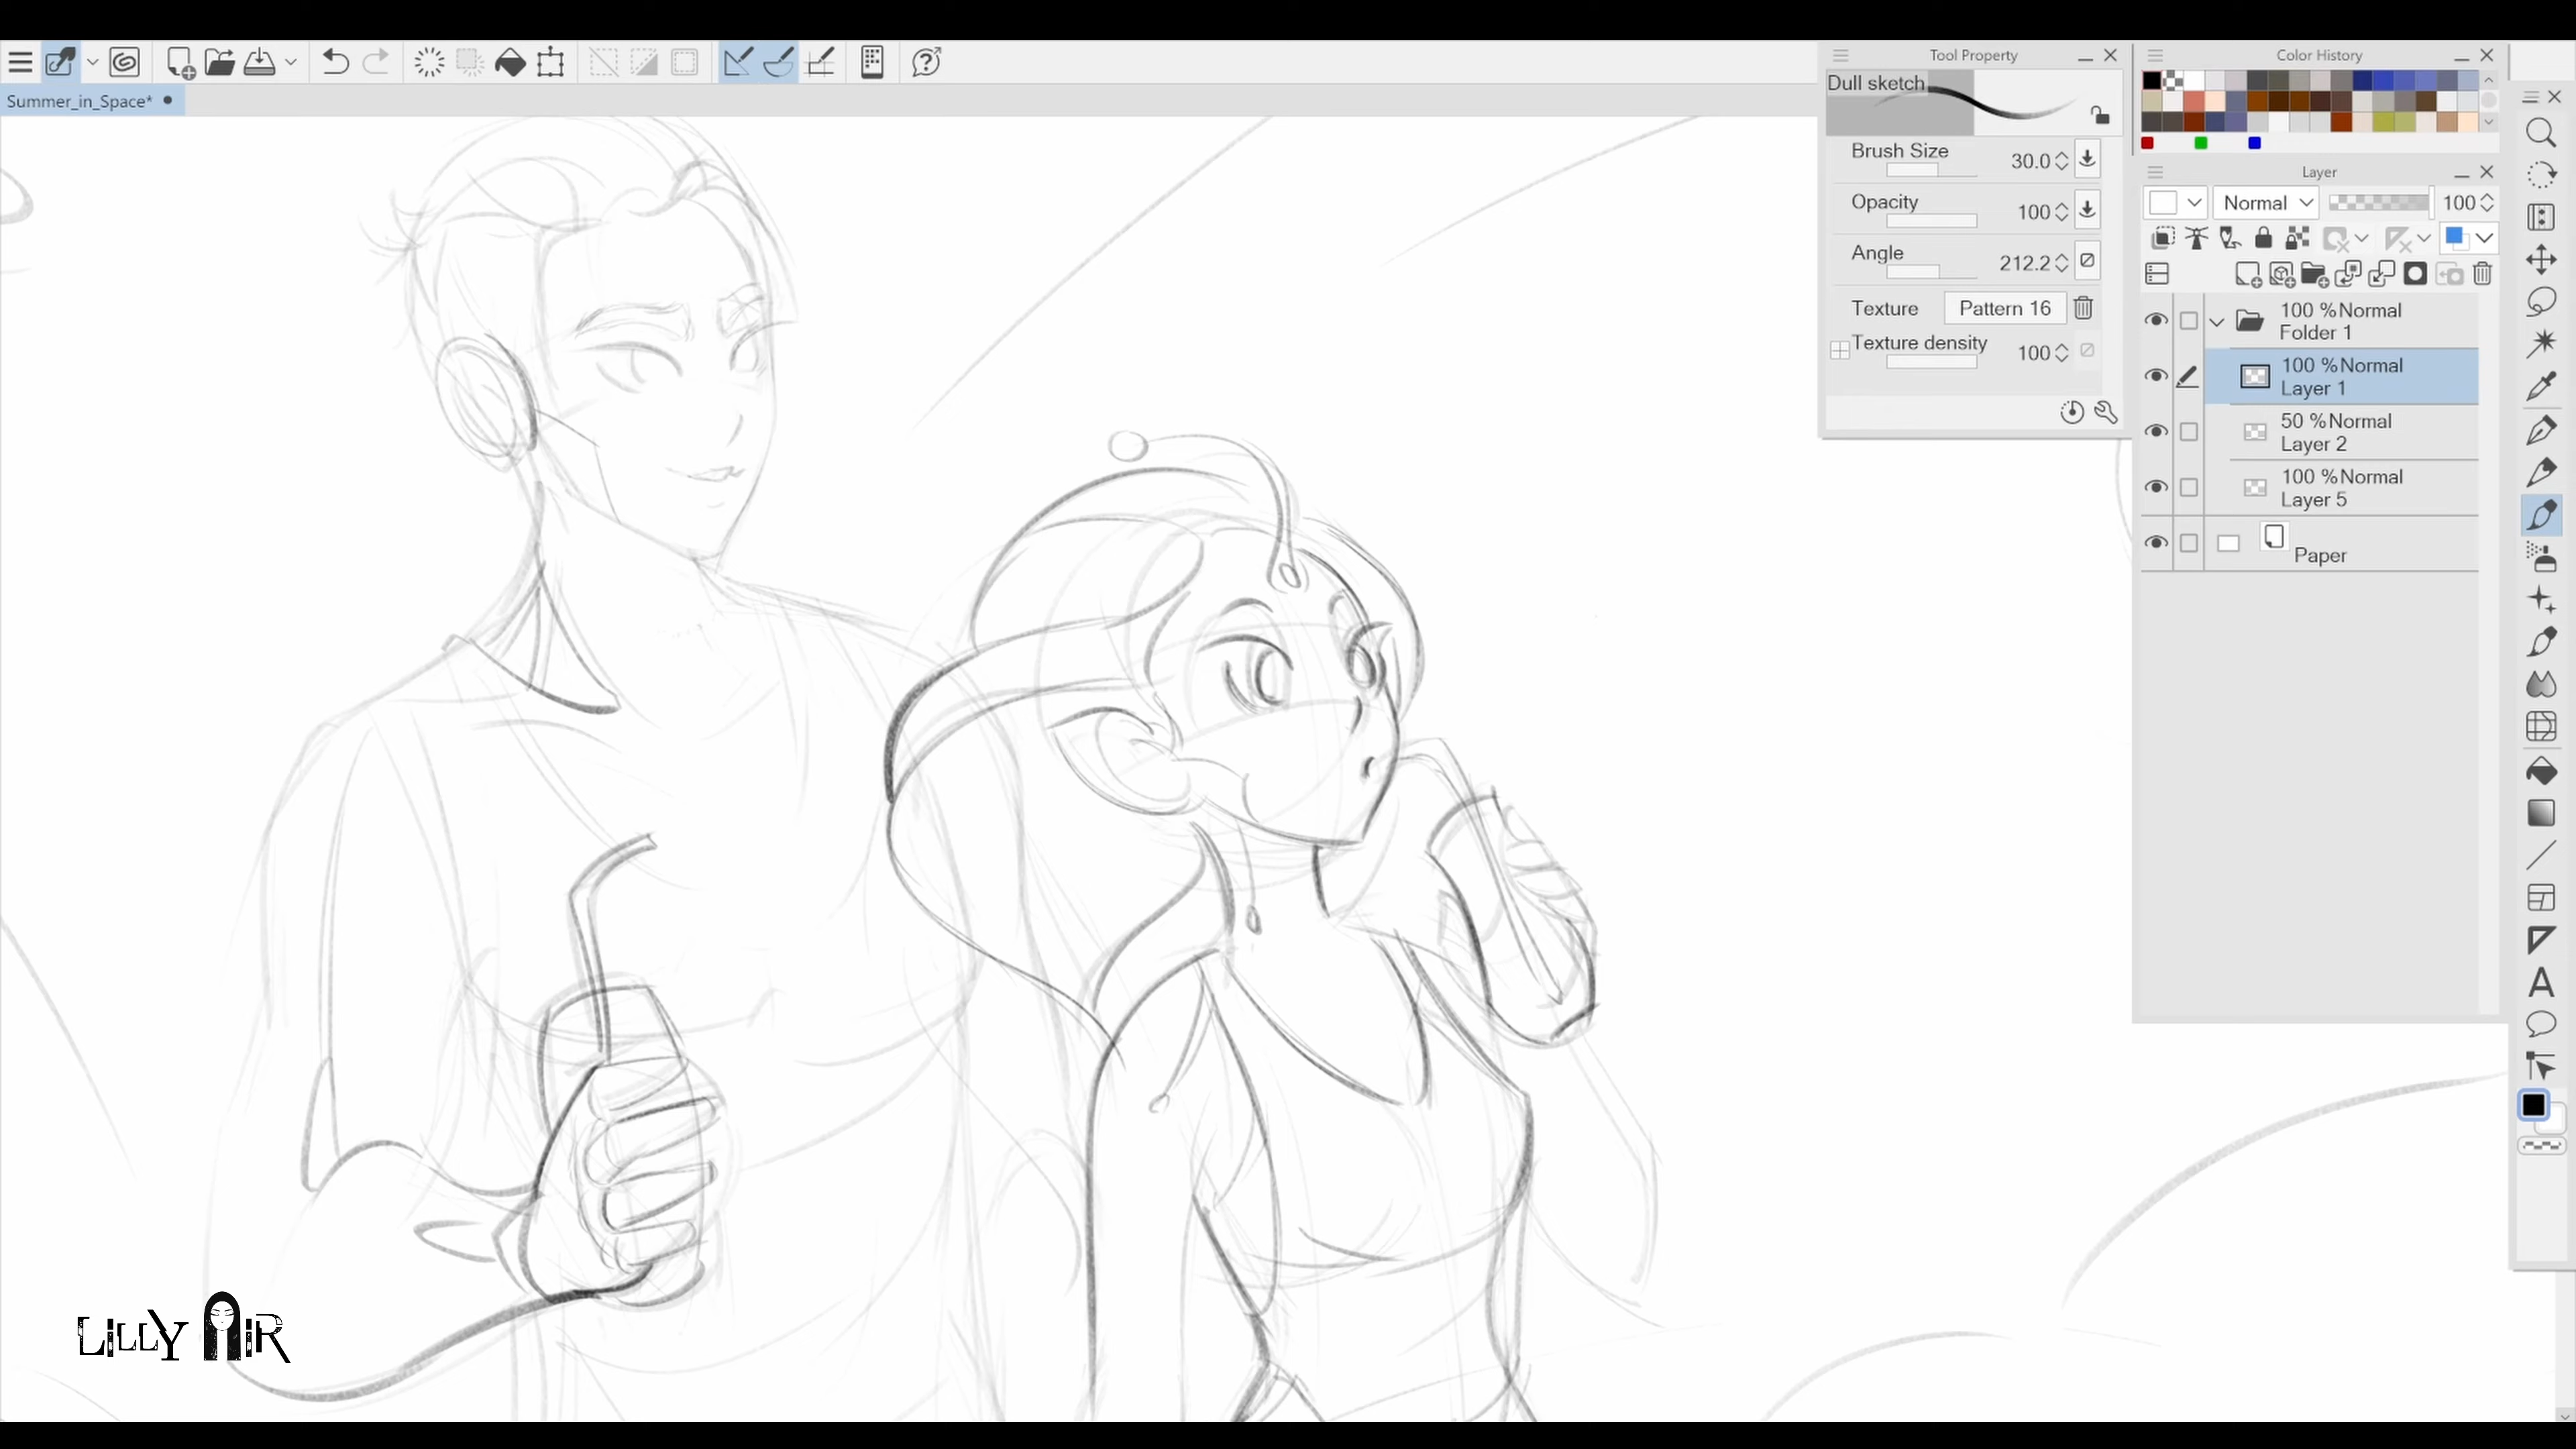 Summer_in_Space*
Tool Property
Dull sketch
Brush Size 30.0
Opacity 100
Angle 212.2
Texture Pattern 16
Texture density 100
Color History
Layer
Normal 100
100 %Normal
Folder 1
100 %Normal
Layer 1
50 %Normal
Layer 2
100 %Normal
Layer 5
Paper
A
LILLY MIR